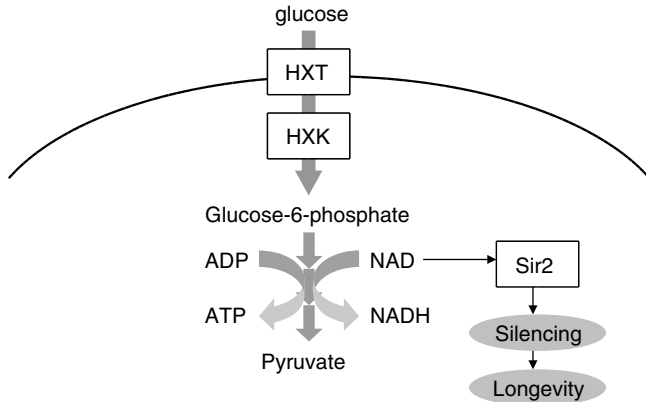 glucose
HXT
HXK
Glucose-6-phosphate
ADP NAD Sir2
ATP NADH Silencing
Pyruvate
Longevity